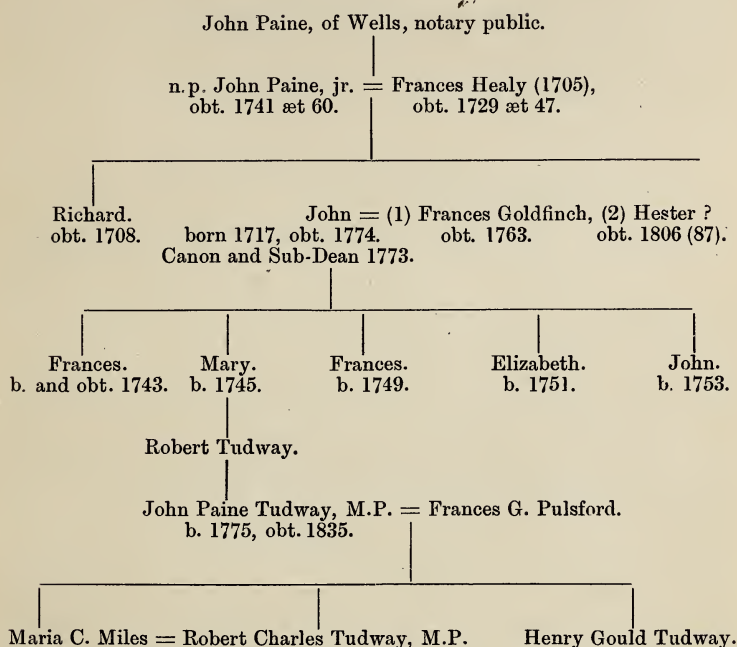 John Paine, of Wells, notary public.
n.p. John Paine, jr. = Frances Healy (1705),
obt. 1741 æt 60. obt. 1729 æt 47.
Richard. John = (1) Frances Goldfinch, (2) Hester ?
obt. 1708. born 1717, obt. 1774. obt. 1763. obt. 1806 (87).
Canon and Sub-Dean 1773.
Frances. Mary. Frances. Elizabeth. John.
b. and obt. 1743. b. 1745. b. 1749. b. 1751. b. 1753.
Robert Tudway.
John Paine Tudway, M.P. = Frances G. Pulsford.
b. 1775, obt. 1835.
Maria C. Miles = Robert Charles Tudway, M.P. Henry Gould Tudway.